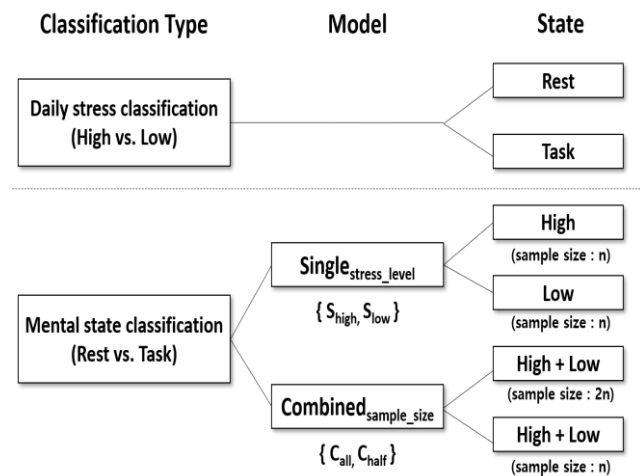 Classification Type
Model
State
Daily stress classification
(High vs. Low)
Rest
Task
Mental state classification
(Rest vs. Task)
Single_stress_level
{ S_high, S_low }
High
(sample size : n)
Low
(sample size : n)
Combined_sample_size
{ C_all, C_half }
High + Low
(sample size : 2n)
High + Low
(sample size : n)